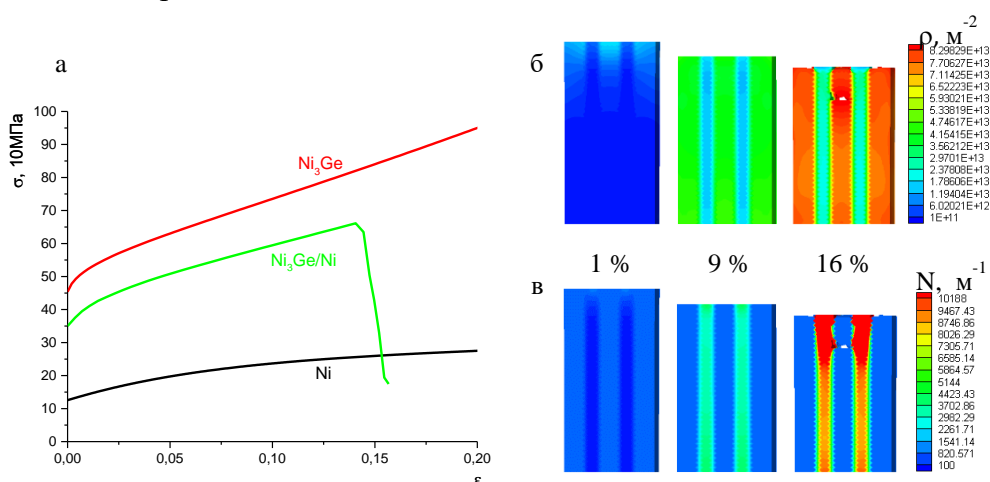 а
σ, 10МПа
100
90
80
70
60
50
40
30
20
10
0
0,00
0,05
0,10
0,15
0,20
ε
Ni₃Ge
Ni₃Ge/Ni
Ni
б
ρ, м⁻²
8.29829E+13
7.70627E+13
7.11425E+13
6.52223E+13
5.93021E+13
5.33819E+13
4.74617E+13
4.15415E+13
3.56212E+13
2.9701E+13
2.37808E+13
1.78606E+13
1.19404E+13
6.02021E+12
1E+11
1 %
9 %
16 %
в
N, м⁻¹
10188
9467.43
8746.86
8026.29
7305.71
6585.14
5864.57
5144
4423.43
3702.86
2982.29
2261.71
1541.14
820.571
100